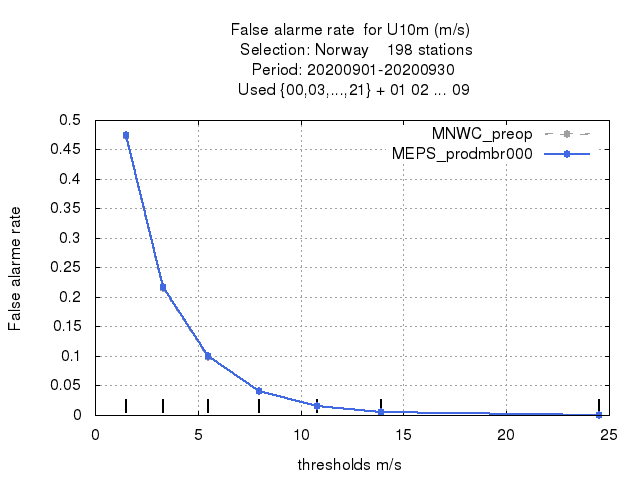 False alarme rate  for U10m (m/s)
Selection: Norway    198 stations
Period: 20200901-20200930
Used {00,03,...,21} + 01 02 ... 09
MNWC_preop
MEPS_prodmbr000
False alarme rate
0.5
0.45
0.4
0.35
0.3
0.25
0.2
0.15
0.1
0.05
0
0 5 10 15 20 25
thresholds m/s